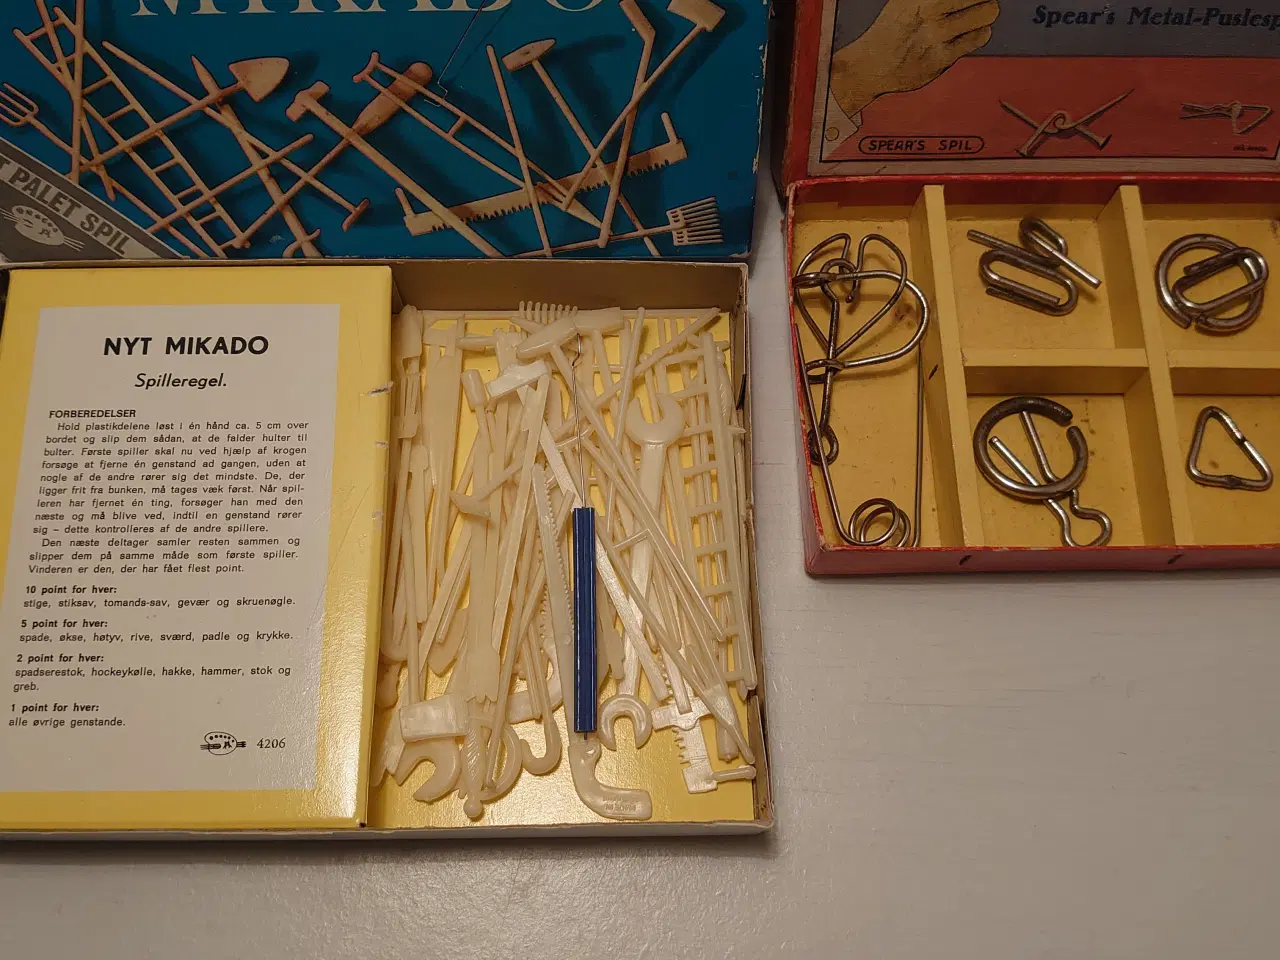 MIKADO
T PALET SPIL
Spear's Metal-Puslesp
SPEAR'S SPIL
NYT MIKADO
Spilleregel.
FORBEREDELSER
Hold plastikdelene løst i én hånd ca. 5 cm over
bordet og slip dem sådan, at de falder hulter til
bulter. Første spiller skal nu ved hjælp af krogen
forsøge at fjerne én genstand ad gangen, uden at
nogle af de andre rører sig det mindste. De, der
ligger frit fra bunken, må tages væk først. Når spil-
leren har fjernet én ting, forsøger han med den
næste og må blive ved, indtil en genstand rører
sig – dette kontrolleres af de andre spillere.
Den næste deltager samler resten sammen og
slipper dem på samme måde som første spiller.
Vinderen er den, der har fået flest point.
10 point for hver:
stige, stiksav, tomands-sav, gevær og skruenøgle.
5 point for hver:
spade, økse, høtyv, rive, sværd, padle og krykke.
2 point for hver:
spadserestok, hockeykølle, hakke, hammer, stok og
greb.
1 point for hver:
alle øvrige genstande.
4206